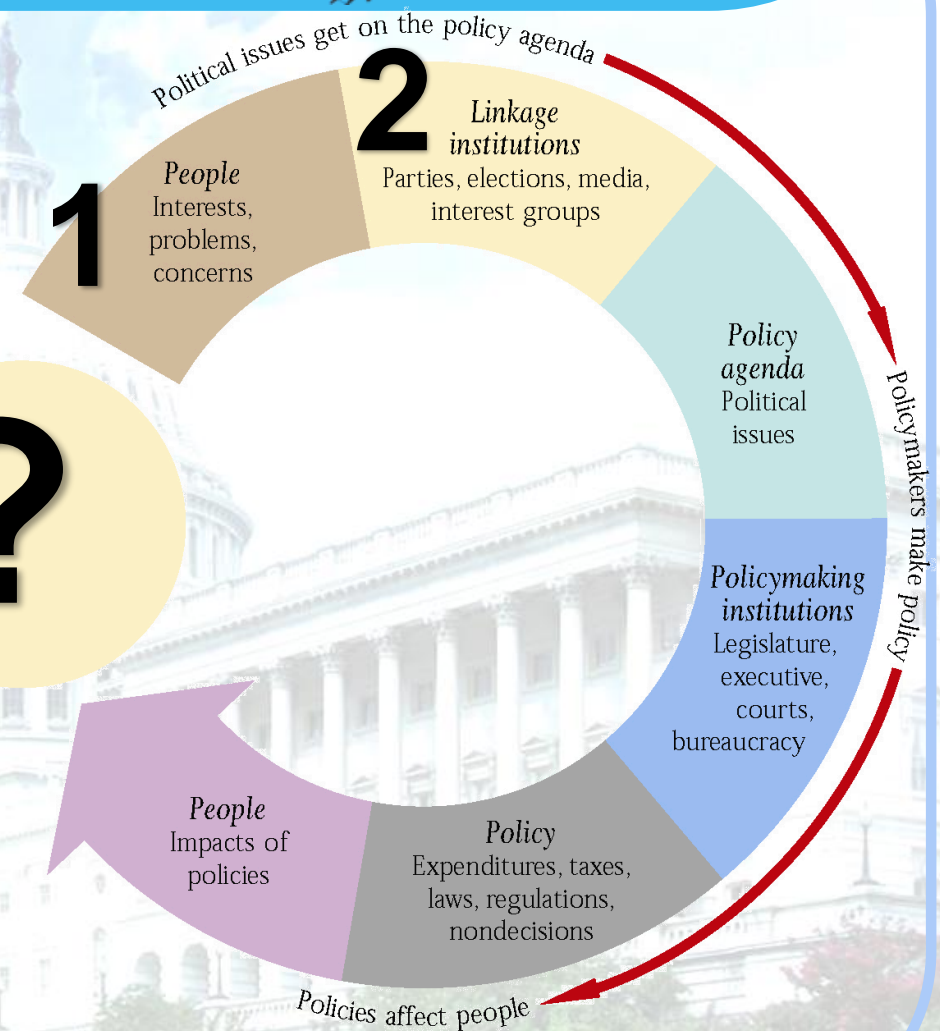 Political issues get on the policy agenda
1
People
Interests,
problems,
concerns
2
Linkage
institutions
Parties, elections, media,
interest groups
Policy
agenda
Political
issues
Policymakers make policy
Policymaking
institutions
Legislature,
executive,
courts,
bureaucracy
Policy
Expenditures, taxes,
laws, regulations,
nondecisions
Policies affect people
People
Impacts of
policies
?